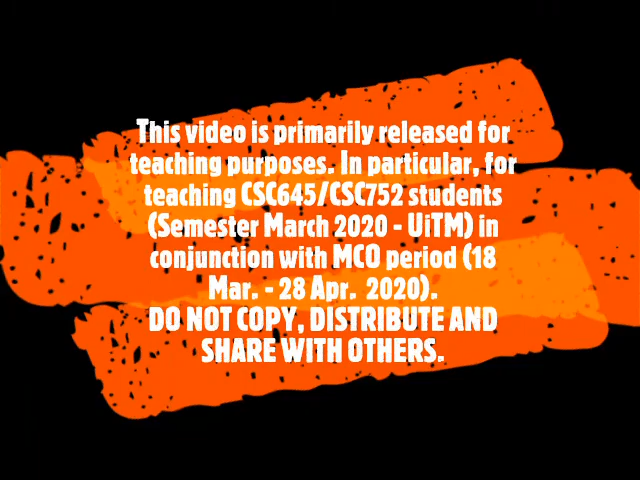 This video is primarily released for
teaching purposes. In particular, for
teaching CSC645/CSC752 students
(Semester March 2020 - UiTM) in
conjunction with MCO period (18
Mar. - 28 Apr. 2020).
DO NOT COPY, DISTRIBUTE AND
SHARE WITH OTHERS.